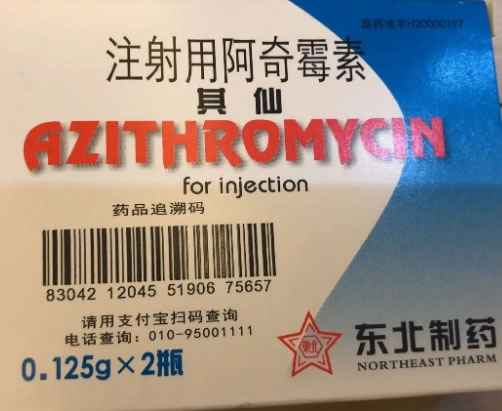 国药准字H20000197
注射用阿奇霉素
其仙
AZITHROMYCIN
for injection
药品追溯码
83042 12045 51906 75657
请用支付宝扫码查询
电话查询：010-95001111
0.125g×2瓶
東北
东北制药
NORTHEAST PHARM